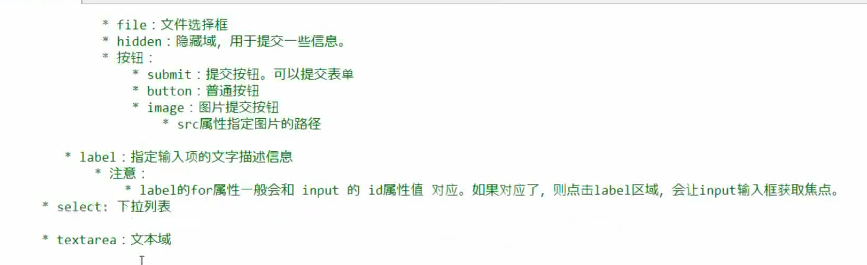 * file：文件选择框
* hidden：隐藏域，用于提交一些信息。
* 按钮：
* submit：提交按钮。可以提交表单
* button：普通按钮
* image：图片提交按钮
* src属性指定图片的路径
* label：指定输入项的文字描述信息
* 注意：
* label的for属性一般会和 input 的 id属性值 对应。如果对应了，则点击label区域，会让input输入框获取焦点。
* select: 下拉列表
* textarea：文本域